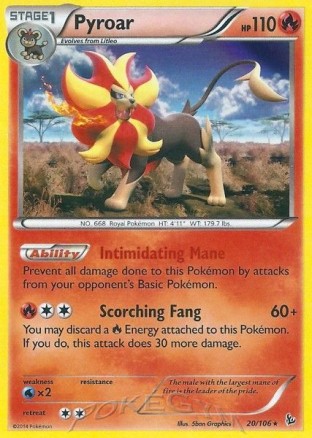 STAGE1 Pyroar HP 110
Evolves from Litleo
NO. 668 Royal Pokémon HT: 4'11" WT: 179.7 lbs.
Ability Intimidating Mane
Prevent all damage done to this Pokémon by attacks
from your opponent's Basic Pokémon.
Scorching Fang 60+
You may discard a Energy attached to this Pokémon.
If you do, this attack does 30 more damage.
weakness resistance
×2
The male with the largest mane of
fire is the leader of the pride.
retreat
Illus. 5ban Graphics 20/106 ★
©2014 Pokémon